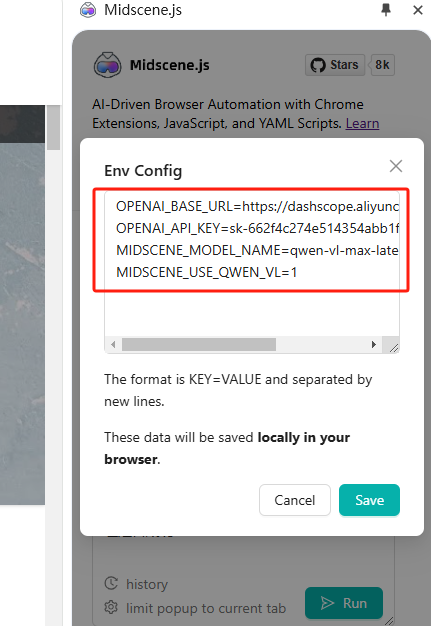 Midscene.js
Midscene.js
Stars
8k
AI-Driven Browser Automation with Chrome
Extensions, JavaScript, and YAML Scripts. Learn
Env Config
OPENAI_BASE_URL=https://dashscope.aliyunc
OPENAI_API_KEY=sk-662f4c274e514354abb1f
MIDSCENE_MODEL_NAME=qwen-vl-max-late
MIDSCENE_USE_QWEN_VL=1
The format is KEY=VALUE and separated by
new lines.
These data will be saved locally in your
browser.
Cancel
Save
history
limit popup to current tab
Run